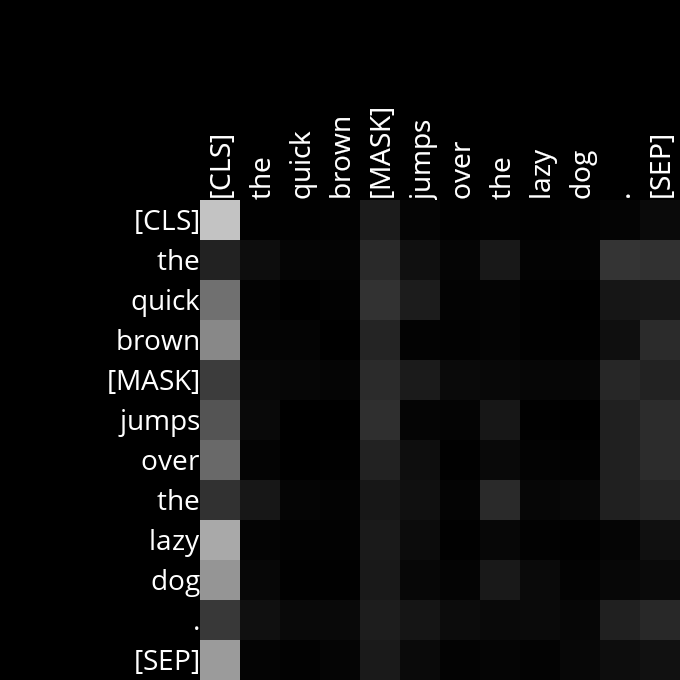 [CLS] the quick brown [MASK] jumps over the lazy dog . [SEP]
[CLS]
the
quick
brown
[MASK]
jumps
over
the
lazy
dog
.
[SEP]